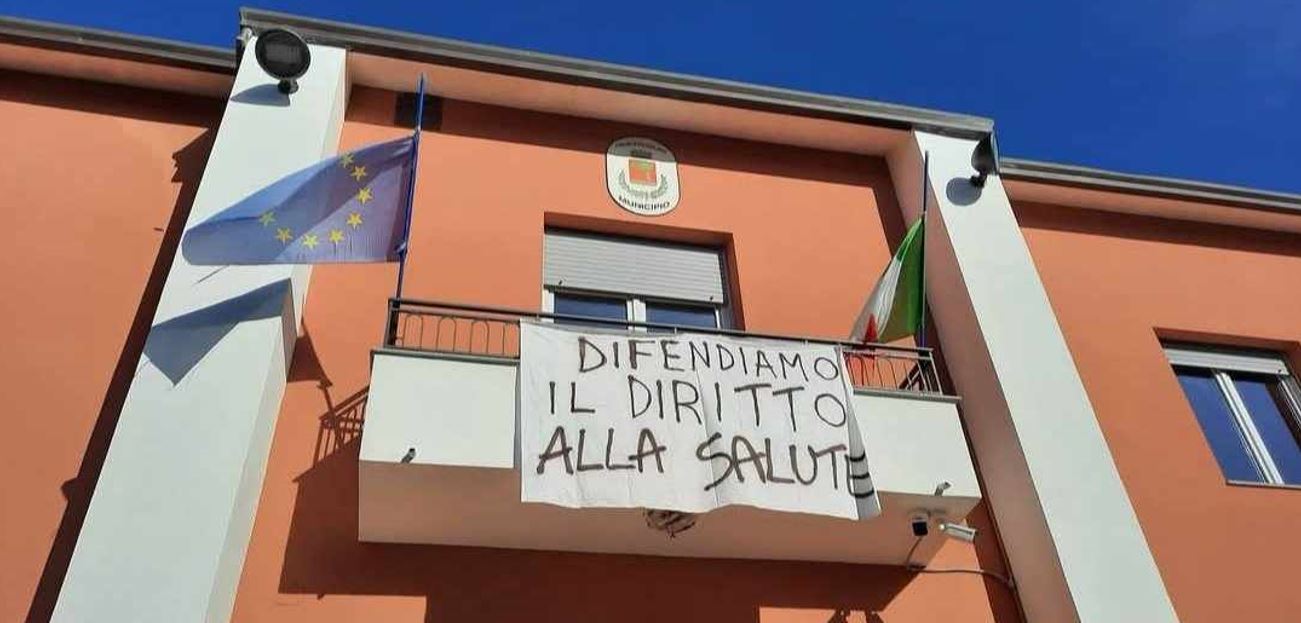 MUNICIPIO
DIFENDIAMO
IL DIRITTO
ALLA SALUTE